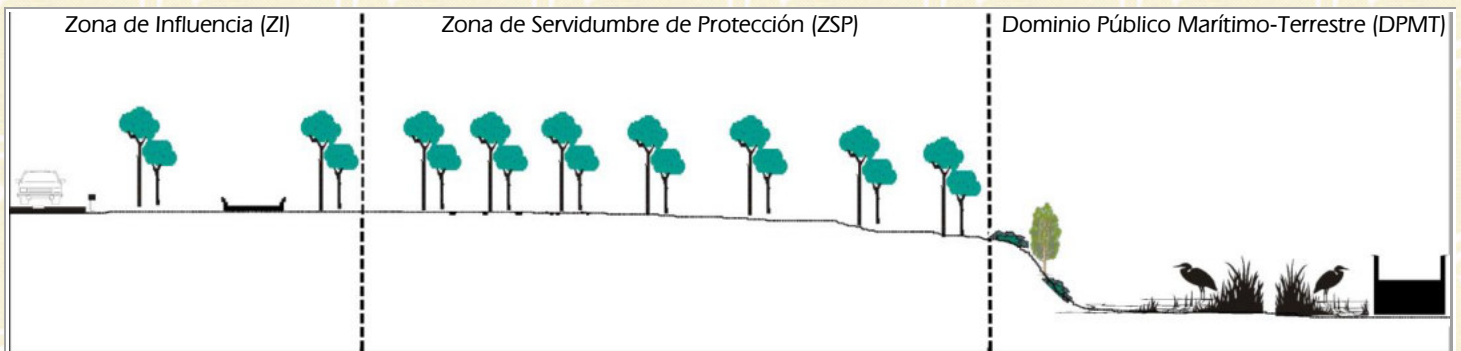 Zona de Influencia (ZI)
Zona de Servidumbre de Protección (ZSP)
Dominio Público Marítimo-Terrestre (DPMT)